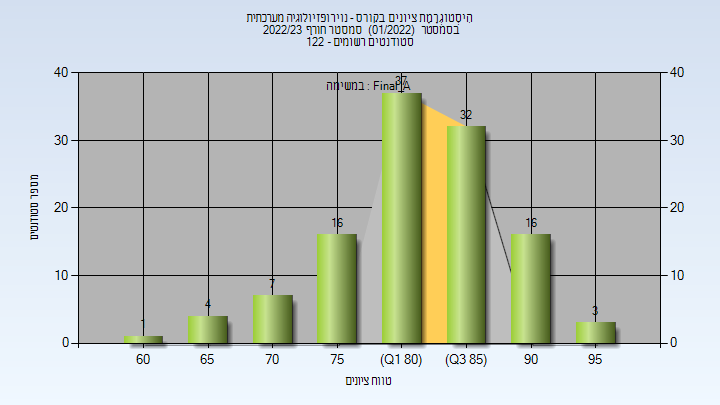 היסטוגרמת ציונים בקורס - נוירופיזיולוגיה מערכתית
בסמסטר (01/2022) סמסטר חורף 2022/23
סטודנטים רשומים - 122
במשימה : Final_A
40 40
30 30
20 20
10 10
0 0
1 4 7 16 37 32 16 3
60 65 70 75 (Q1 80) (Q3 85) 90 95
מספר סטודנטים
טווח ציונים